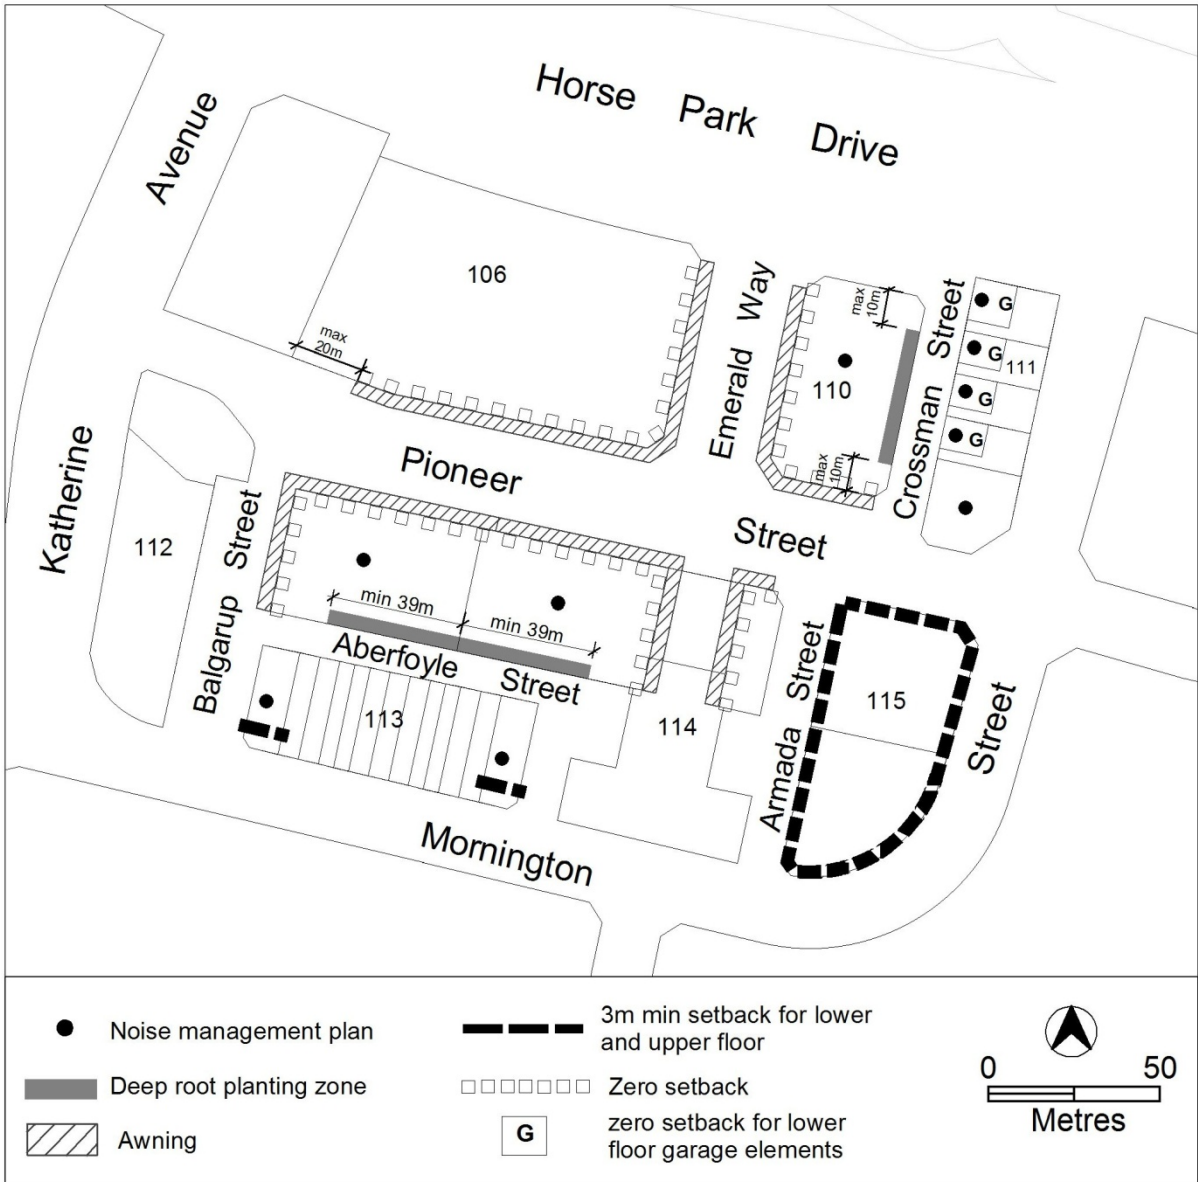 Horse Park Drive
Avenue
106
Emerald Way
max
10m
Street
G
G
111
G
G
110
max
20m
max
10m
Crossman
Katherine
Pioneer
Street
112
Street
Balgarup
min 39m
min 39m
Aberfoyle
Street
113
114
Street
Armada
115
Street
Mornington
Noise management plan
Deep root planting zone
Awning
3m min setback for lower
and upper floor
Zero setback
G
zero setback for lower
floor garage elements
0 50
Metres